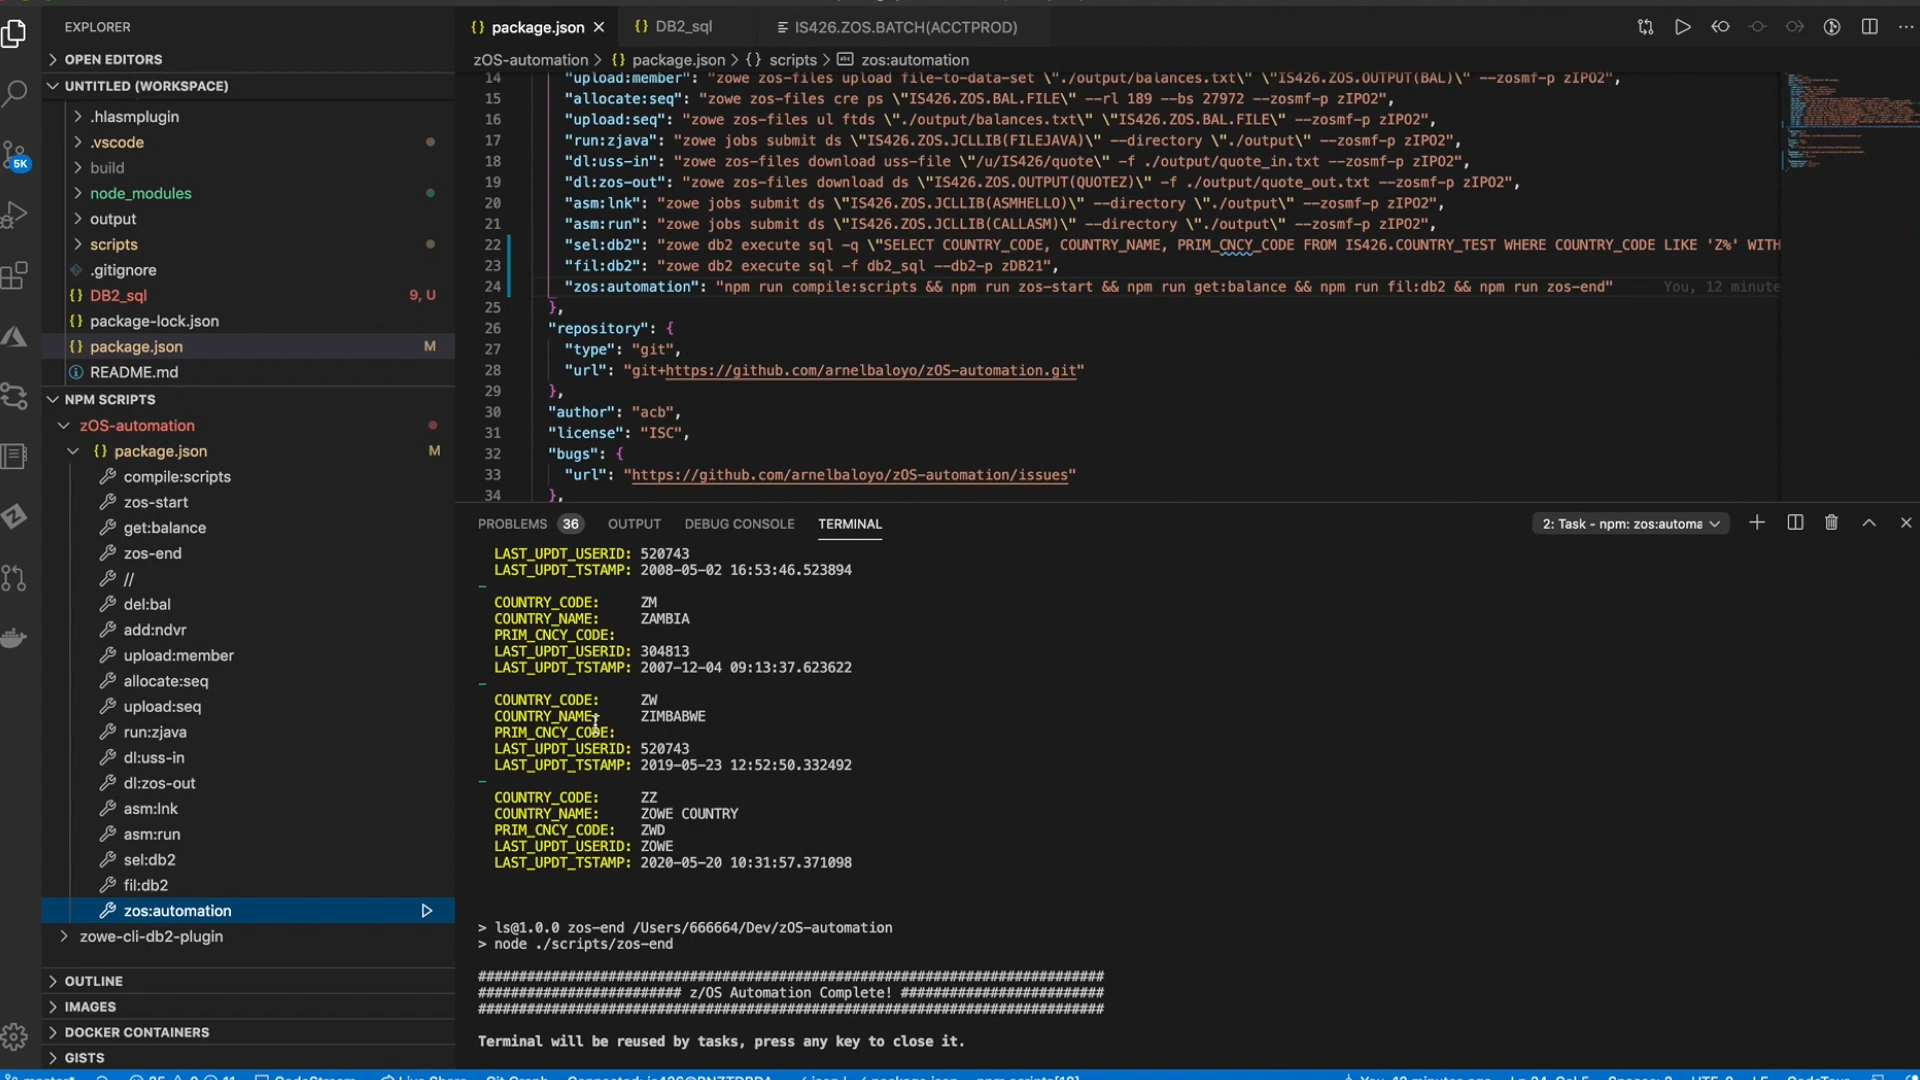 EXPLORER
OPEN EDITORS
UNTITLED (WORKSPACE)
.hlasmplugin
.vscode
build
node_modules
output
scripts
.gitignore
DB2_sql 9, U
package-lock.json
package.json M
README.md
NPM SCRIPTS
zOS-automation
package.json M
compile:scripts
zos-start
get:balance
zos-end
//
del:bal
add:ndvr
upload:member
allocate:seq
upload:seq
run:zjava
dl:uss-in
dl:zos-out
asm:lnk
asm:run
sel:db2
fil:db2
zos:automation
zowe-cli-db2-plugin
OUTLINE
IMAGES
DOCKER CONTAINERS
GISTS
5K
package.json
DB2_sql
IS426.ZOS.BATCH(ACCTPROD)
zOS-automation > {} package.json > {} scripts > zos:automation
14 "upload:member": "zowe zos-files upload file-to-data-set \"./output/balances.txt\" \"IS426.ZOS.OUTPUT(BAL)\" --zosmf-p zIPO2",
15 "allocate:seq": "zowe zos-files cre ps \"IS426.ZOS.BAL.FILE\" --rl 189 --bs 27972 --zosmf-p zIPO2",
16 "upload:seq": "zowe zos-files ul ftds \"./output/balances.txt\" \"IS426.ZOS.BAL.FILE\" --zosmf-p zIPO2",
17 "run:zjava": "zowe jobs submit ds \"IS426.ZOS.JCLLIB(FILEJAVA)\" --directory \"./output\" --zosmf-p zIPO2",
18 "dl:uss-in": "zowe zos-files download uss-file \"/u/IS426/quote\" -f ./output/quote_in.txt --zosmf-p zIPO2",
19 "dl:zos-out": "zowe zos-files download ds \"IS426.ZOS.OUTPUT(QUOTEZ)\" -f ./output/quote_out.txt --zosmf-p zIPO2",
20 "asm:lnk": "zowe jobs submit ds \"IS426.ZOS.JCLLIB(ASMHELLO)\" --directory \"./output\" --zosmf-p zIPO2",
21 "asm:run": "zowe jobs submit ds \"IS426.ZOS.JCLLIB(CALLASM)\" --directory \"./output\" --zosmf-p zIPO2",
22 "sel:db2": "zowe db2 execute sql -q \"SELECT COUNTRY_CODE, COUNTRY_NAME, PRIM_CNCY_CODE FROM IS426.COUNTRY_TEST WHERE COUNTRY_CODE LIKE 'Z%' WITH
23 "fil:db2": "zowe db2 execute sql -f db2_sql --db2-p zDB21",
24 "zos:automation": "npm run compile:scripts && npm run zos-start && npm run get:balance && npm run fil:db2 && npm run zos-end" You, 12 minute
25 },
26 "repository": {
27 "type": "git",
28 "url": "git+https://github.com/arnelbaloyo/zOS-automation.git"
29 },
30 "author": "acb",
31 "license": "ISC",
32 "bugs": {
33 "url": "https://github.com/arnelbaloyo/zOS-automation/issues"
34 },
PROBLEMS 36 OUTPUT DEBUG CONSOLE TERMINAL
2: Task - npm: zos:automa
LAST_UPDT_USERID: 520743
LAST_UPDT_TSTAMP: 2008-05-02 16:53:46.523894
-
COUNTRY_CODE: ZM
COUNTRY_NAME: ZAMBIA
PRIM_CNCY_CODE:
LAST_UPDT_USERID: 304813
LAST_UPDT_TSTAMP: 2007-12-04 09:13:37.623622
-
COUNTRY_CODE: ZW
COUNTRY_NAME: ZIMBABWE
PRIM_CNCY_CODE:
LAST_UPDT_USERID: 520743
LAST_UPDT_TSTAMP: 2019-05-23 12:52:50.332492
-
COUNTRY_CODE: ZZ
COUNTRY_NAME: ZOWE COUNTRY
PRIM_CNCY_CODE: ZWD
LAST_UPDT_USERID: ZOWE
LAST_UPDT_TSTAMP: 2020-05-20 10:31:57.371098
> ls@1.0.0 zos-end /Users/666664/Dev/zOS-automation
> node ./scripts/zos-end
#############################################################################
######################### z/OS Automation Complete! #########################
#############################################################################
Terminal will be reused by tasks, press any key to close it.